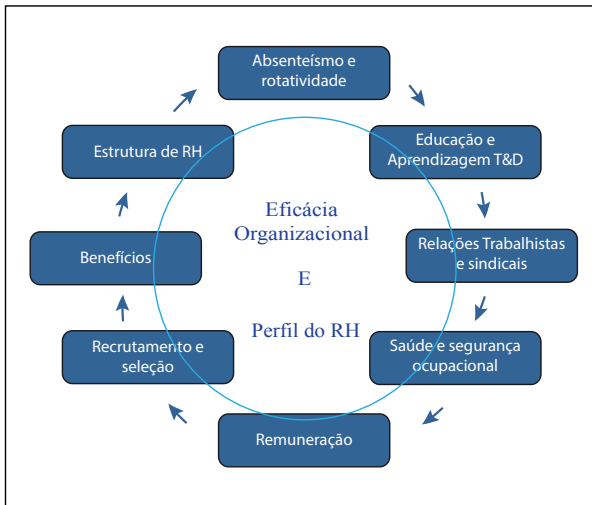 Absenteísmo e
rotatividade
Educação e
Aprendizagem T&D
Relações Trabalhistas
e sindicais
Saúde e segurança
ocupacional
Remuneração
Recrutamento e
seleção
Benefícios
Estrutura de RH
Eficácia
Organizacional
E
Perfil do RH